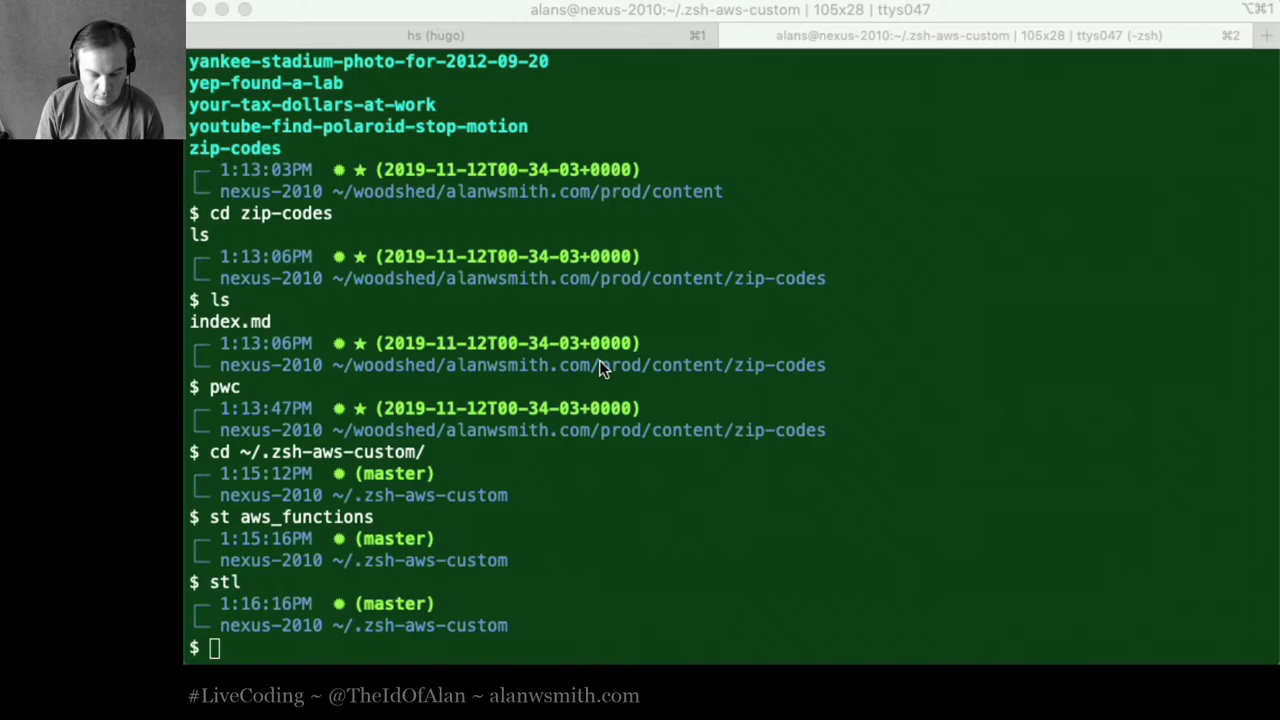 alans@nexus-2010:~/.zsh-aws-custom | 105x28 | ttys047
⌥⌘1
hs (hugo)
⌘1
alans@nexus-2010:~/.zsh-aws-custom | 105x28 | ttys047 (-zsh)
⌘2
+
yankee-stadium-photo-for-2012-09-20
yep-found-a-lab
your-tax-dollars-at-work
youtube-find-polaroid-stop-motion
zip-codes
1:13:03PM ✹ ★ (2019-11-12T00-34-03+0000)
nexus-2010 ~/woodshed/alanwsmith.com/prod/content
$ cd zip-codes
ls
1:13:06PM ✹ ★ (2019-11-12T00-34-03+0000)
nexus-2010 ~/woodshed/alanwsmith.com/prod/content/zip-codes
$ ls
index.md
1:13:06PM ✹ ★ (2019-11-12T00-34-03+0000)
nexus-2010 ~/woodshed/alanwsmith.com/prod/content/zip-codes
$ pwc
1:13:47PM ✹ ★ (2019-11-12T00-34-03+0000)
nexus-2010 ~/woodshed/alanwsmith.com/prod/content/zip-codes
$ cd ~/.zsh-aws-custom/
1:15:12PM ✹ (master)
nexus-2010 ~/.zsh-aws-custom
$ st aws_functions
1:15:16PM ✹ (master)
nexus-2010 ~/.zsh-aws-custom
$ stl
1:16:16PM ✹ (master)
nexus-2010 ~/.zsh-aws-custom
$
#LiveCoding ~ @TheIdOfAlan ~ alanwsmith.com